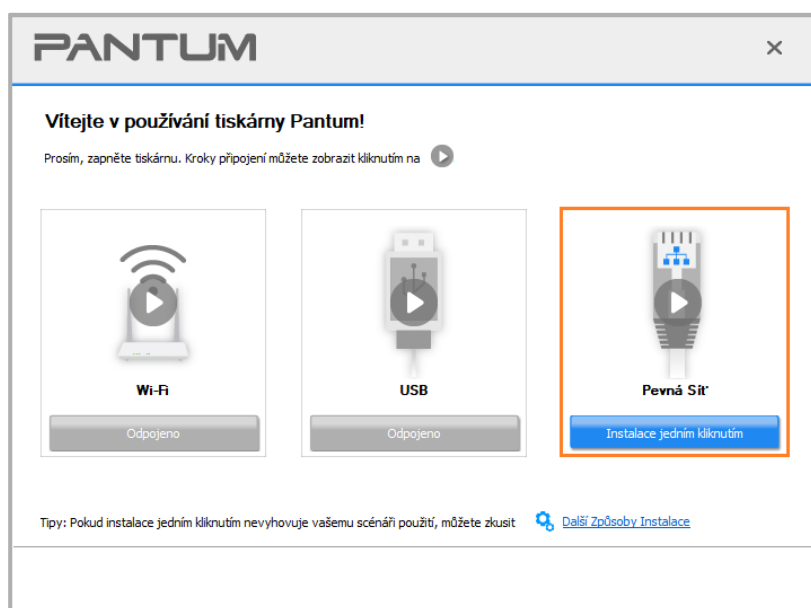 PANTUM
Vítejte v používání tiskárny Pantum!
Prosím, zapněte tiskárnu. Kroky připojení můžete zobrazit kliknutím na
Wi-Fi
USB
Pevná Síť
Odpojeno
Odpojeno
Instalace jedním kliknutím
Tipy: Pokud instalace jedním kliknutím nevyhovuje vašemu scénáři použití, můžete zkusit Další Způsoby Instalace